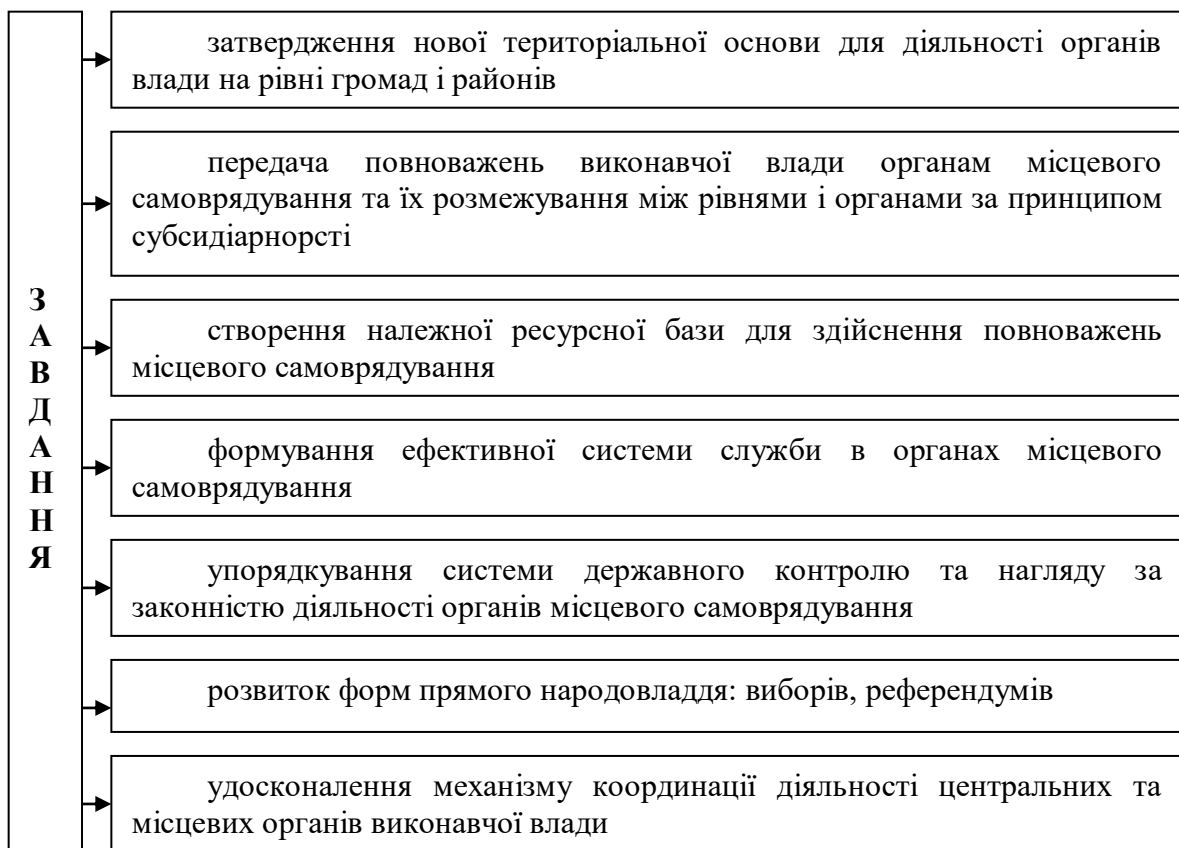 ЗАВДАННЯ
затвердження нової територіальної основи для діяльності органів
влади на рівні громад і районів
передача повноважень виконавчої влади органам місцевого
самоврядування та їх розмежування між рівнями і органами за принципом
субсидіарнорсті
створення належної ресурсної бази для здійснення повноважень
місцевого самоврядування
формування ефективної системи служби в органах місцевого
самоврядування
упорядкування системи державного контролю та нагляду за
законністю діяльності органів місцевого самоврядування
розвиток форм прямого народовладдя: виборів, референдумів
удосконалення механізму координації діяльності центральних та
місцевих органів виконавчої влади